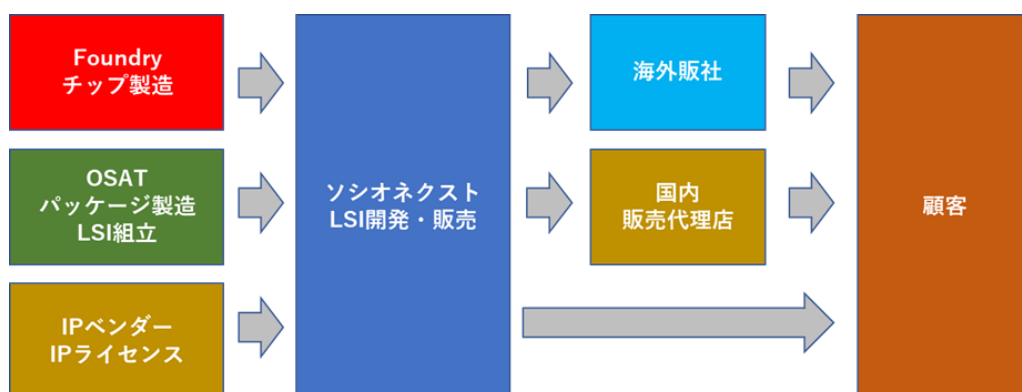 Foundry
チップ製造
OSAT
パッケージ製造
LSI組立
IPベンダー
IPライセンス
ソシオネクスト
LSI開発・販売
海外販社
国内
販売代理店
顧客